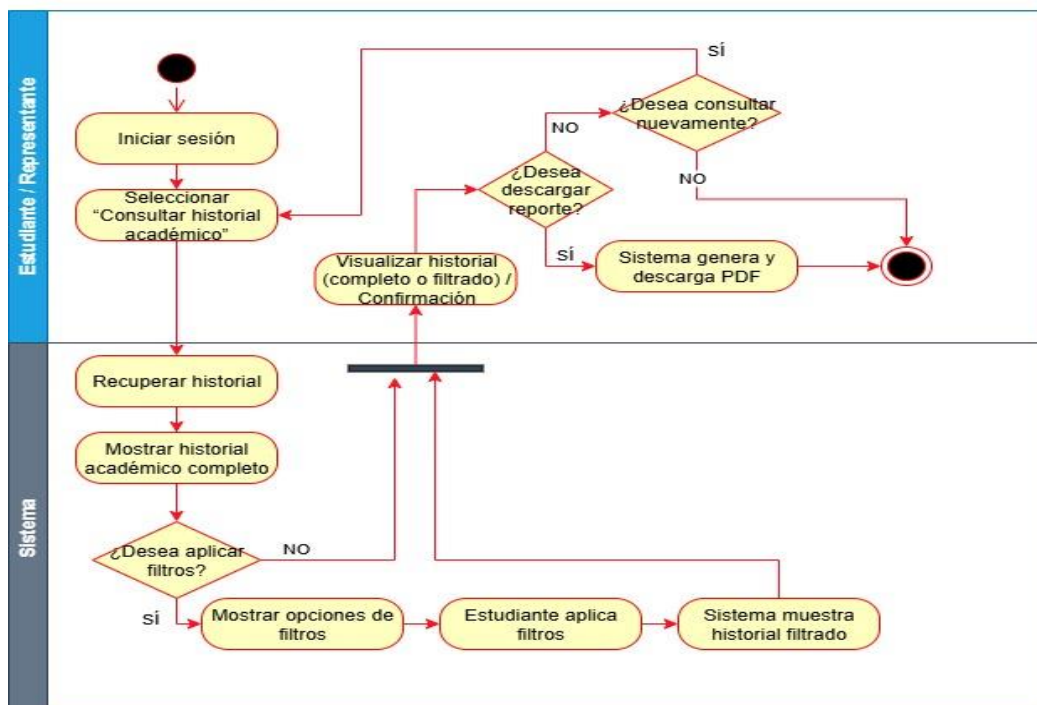 Estudiante / Representante
Iniciar sesión
Seleccionar
“Consultar historial
académico”
SÍ
¿Desea consultar
nuevamente?
NO
NO
¿Desea
descargar
reporte?
SÍ
Sistema genera y
descarga PDF
Visualizar historial
(completo o filtrado) /
Confirmación
Sistema
Recuperar historial
Mostrar historial
académico completo
¿Desea aplicar
filtros?
NO
SÍ
Mostrar opciones de
filtros
Estudiante aplica
filtros
Sistema muestra
historial filtrado